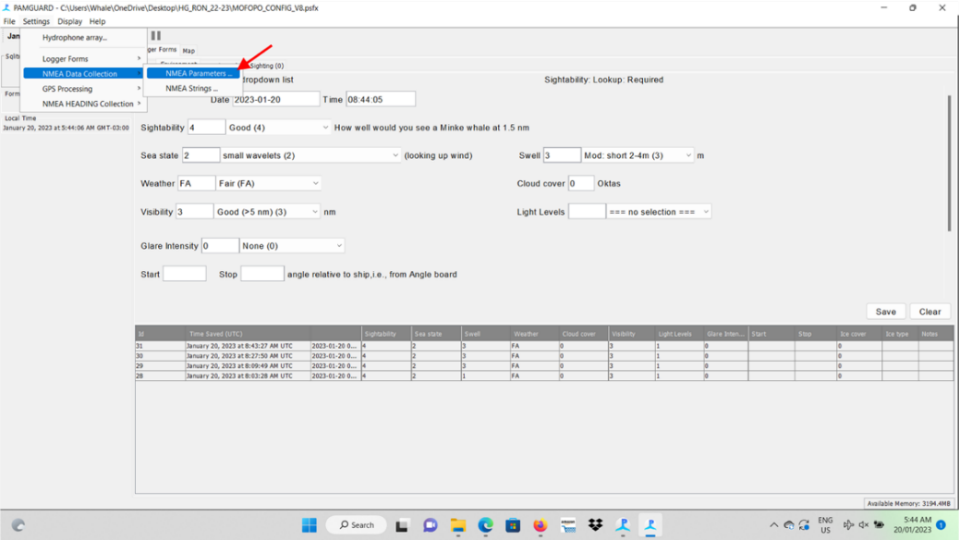 PAMGUARD - C:\Users\Whale\OneDrive\Desktop\HG_RON_22-23\MOFOPO_CONFIG_V8.psfx
File Settings Display Help
Jan
Hydrophone array...
Logger Forms
NMEA Data Collection
GPS Processing
NMEA HEADING Collection
NMEA Parameters ...
NMEA Strings ...
ger Forms Map
Sighting (0)
Form
Local Time
January 20, 2023 at 5:44:06 AM GMT-03:00
dropdown list
Sightability: Lookup: Required
Date 2023-01-20 Time 08:44:05
Sightability 4 Good (4) How well would you see a Minke whale at 1.5 nm
Sea state 2 small wavelets (2) (looking up wind) Swell 3 Mod: short 2-4m (3) m
Weather FA Fair (FA) Cloud cover 0 Oktas
Visibility 3 Good (>5 nm) (3) nm Light Levels === no selection ===
Glare Intensity 0 None (0)
Start Stop angle relative to ship,i.e., from Angle board
Save Clear
Id Time Saved (UTC) Sightability Sea state Swell Weather Cloud cover Visibility Light Levels Glare Inten... Start Stop Ice cover Ice type Notes
31 January 20, 2023 at 8:43:27 AM UTC 2023-01-20 0... 4 2 3 FA 0 3 1 0 0
30 January 20, 2023 at 8:27:50 AM UTC 2023-01-20 0... 4 2 3 FA 0 3 1 0 0
29 January 20, 2023 at 8:09:49 AM UTC 2023-01-20 0... 4 2 3 FA 0 3 1 0 0
28 January 20, 2023 at 8:03:28 AM UTC 2023-01-20 0... 4 2 1 FA 0 3 1 0 0
Available Memory: 3194.4MB
Search
ENG
US
5:44 AM
20/01/2023